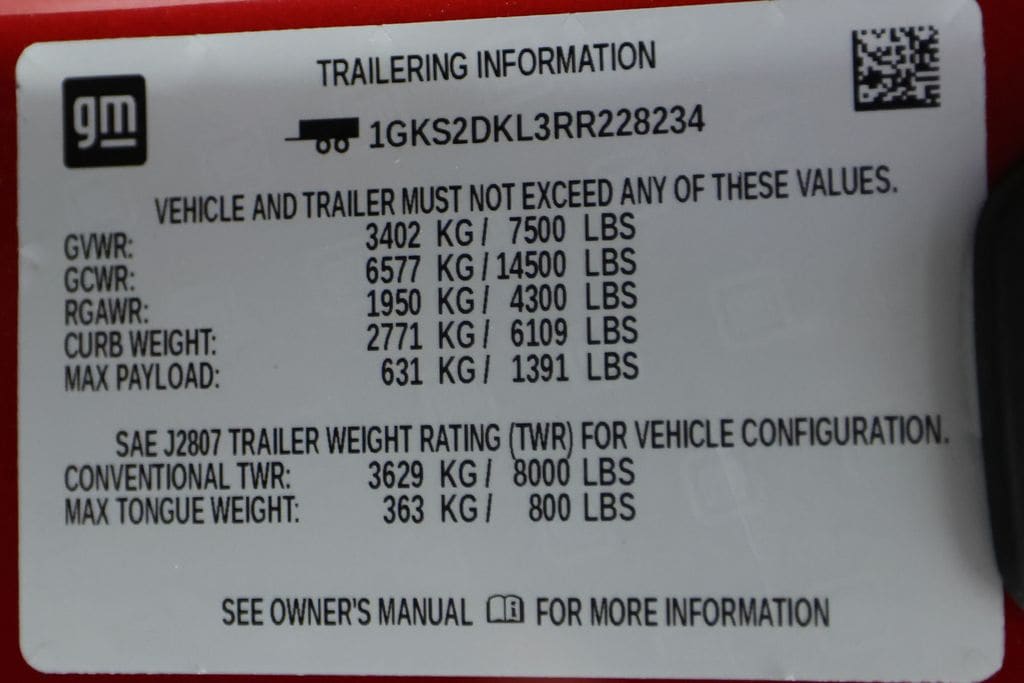 TRAILERING INFORMATION
gm
1GKS2DKL3RR228234
VEHICLE AND TRAILER MUST NOT EXCEED ANY OF THESE VALUES.
GVWR: 3402 KG / 7500 LBS
GCWR: 6577 KG / 14500 LBS
RGAWR: 1950 KG / 4300 LBS
CURB WEIGHT: 2771 KG / 6109 LBS
MAX PAYLOAD: 631 KG / 1391 LBS
SAE J2807 TRAILER WEIGHT RATING (TWR) FOR VEHICLE CONFIGURATION.
CONVENTIONAL TWR: 3629 KG / 8000 LBS
MAX TONGUE WEIGHT: 363 KG / 800 LBS
SEE OWNER'S MANUAL i FOR MORE INFORMATION